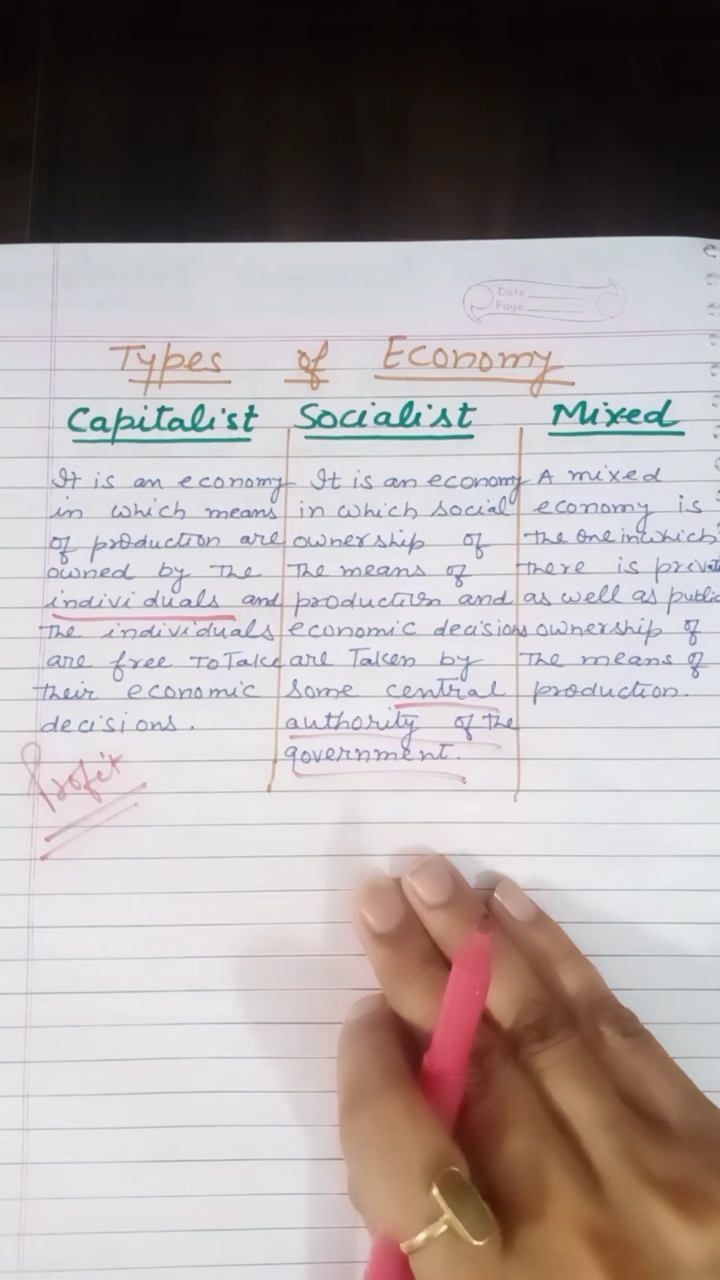 Date
Page
Types of Economy
Capitalist Socialist Mixed
It is an economy
in which means
of production are
owned by the
individuals and
the individuals
are free To Take
their economic
decisions.
Profit
It is an economy
in which social
ownership of
the means of
production and
economic decisions
are Taken by
some central
authority of the
government.
A mixed
economy is
the one in which
there is privat
as well as public
ownership of
the means of
production.